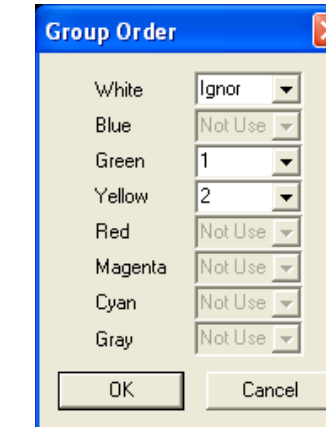 Group Order
White Ignor
Blue Not Use
Green 1
Yellow 2
Red Not Use
Magenta Not Use
Cyan Not Use
Gray Not Use
OK Cancel